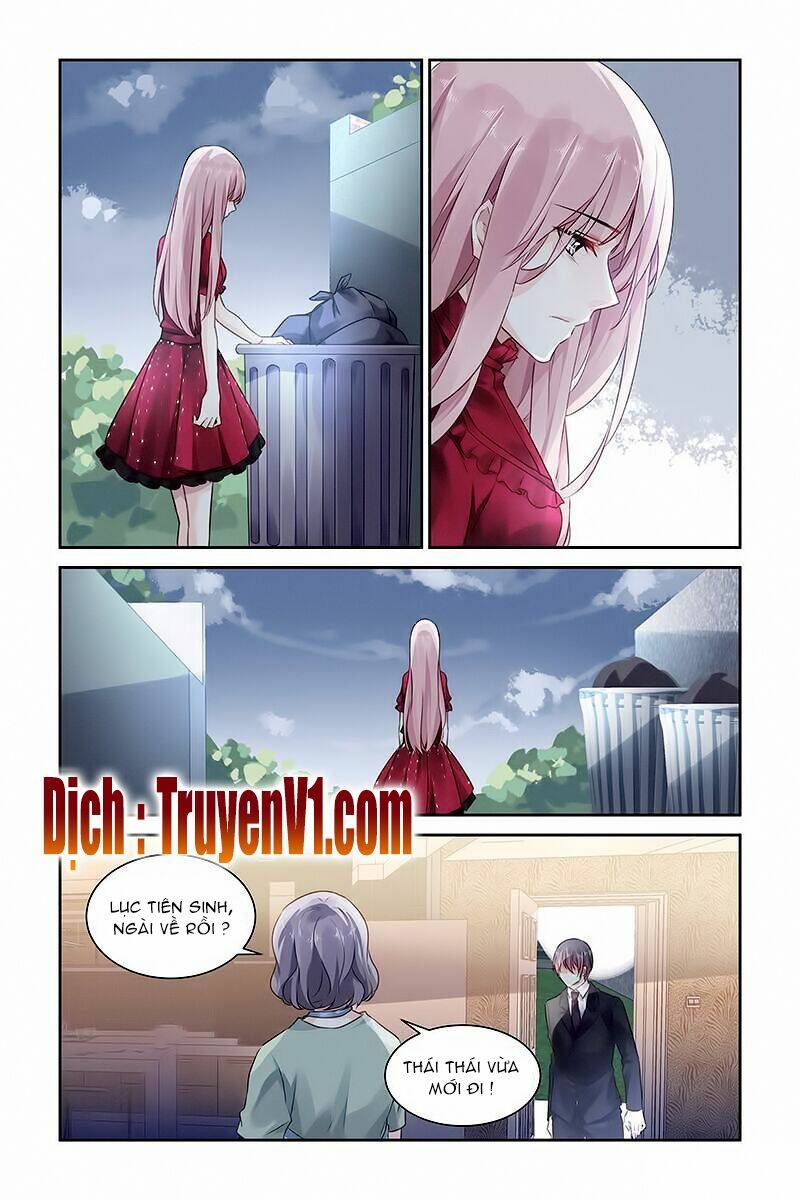 Dịch : TruyenV1.com
LỤC TIÊN SINH,
NGÀI VỀ RỒI ?
THÁI THÁI VỪA
MỚI ĐI !